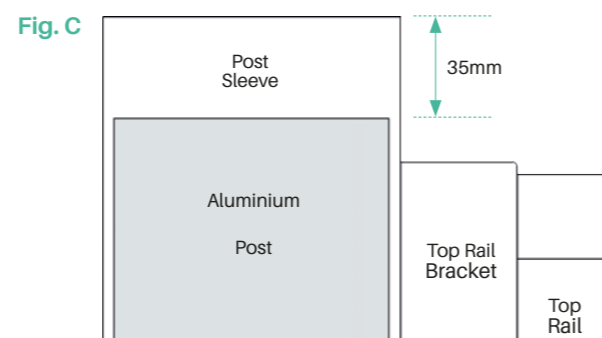 Fig. C
Post
Sleeve
35mm
Aluminium
Post
Top Rail
Bracket
Top
Rail